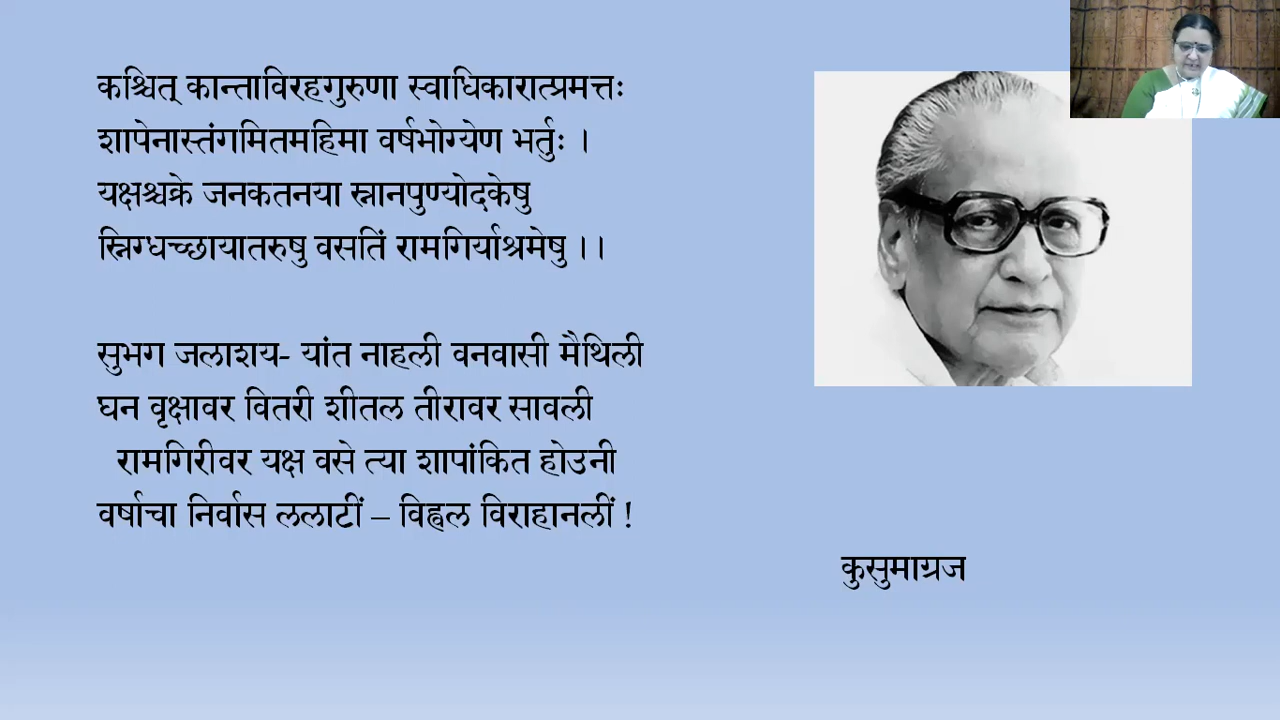 कश्चित् कान्ताविरहगुरुणा स्वाधिकारात्प्रमत्तः
शापेनास्तंगमितमहिमा वर्षभोग्येण भर्तुः ।
यक्षश्चक्रे जनकतनया स्नानपुण्योदकेषु
स्निग्धच्छायातरुषु वसतिं रामगिर्याश्रमेषु ।।
सुभग जलाशय- यांत नाहली वनवासी मैथिली
घन वृक्षावर वितरी शीतल तीरावर सावली
रामगिरीवर यक्ष वसे त्या शापांकित होउनी
वर्षाचा निर्वास ललाटीं – विह्वल विराहानलीं !
कुसुमाग्रज